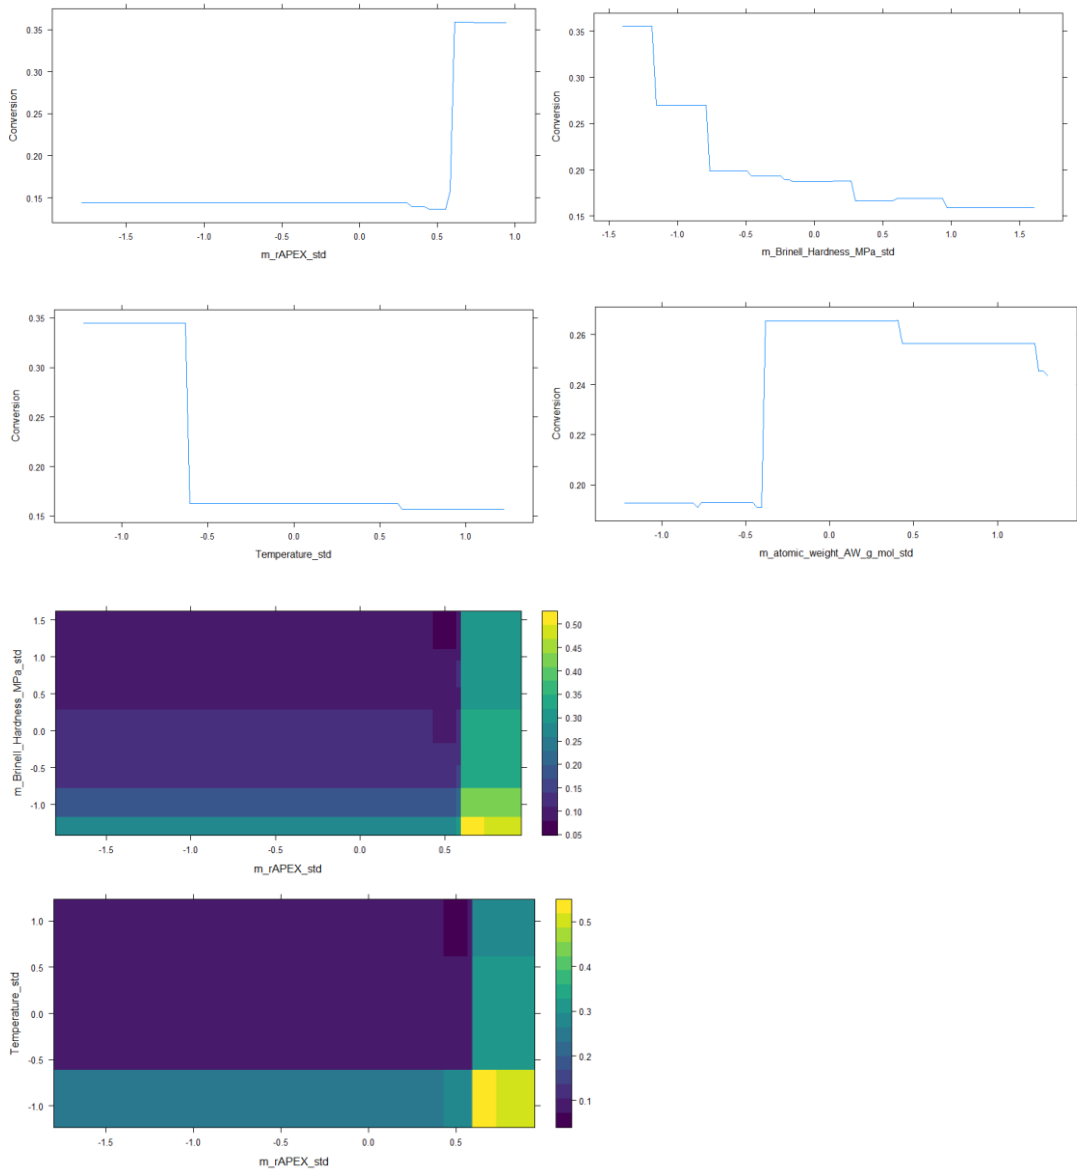 0.35
0.30
0.25
0.20
0.15
Conversion
-1.5 -1.0 -0.5 0.0 0.5 1.0
m_rAPEX_std
0.35
0.30
0.25
0.20
0.15
Conversion
-1.5 -1.0 -0.5 0.0 0.5 1.0 1.5
m_Brinell_Hardness_MPa_std
0.35
0.30
0.25
0.20
0.15
Conversion
-1.0 -0.5 0.0 0.5 1.0
Temperature_std
0.26
0.24
0.22
0.20
Conversion
-1.0 -0.5 0.0 0.5 1.0
m_atomic_weight_AW_g_mol_std
1.5
1.0
0.5
0.0
-0.5
-1.0
m_Brinell_Hardness_MPa_std
-1.5 -1.0 -0.5 0.0 0.5
m_rAPEX_std
0.50
0.45
0.40
0.35
0.30
0.25
0.20
0.15
0.10
0.05
1.0
0.5
0.0
-0.5
-1.0
Temperature_std
-1.5 -1.0 -0.5 0.0 0.5
m_rAPEX_std
0.5
0.4
0.3
0.2
0.1